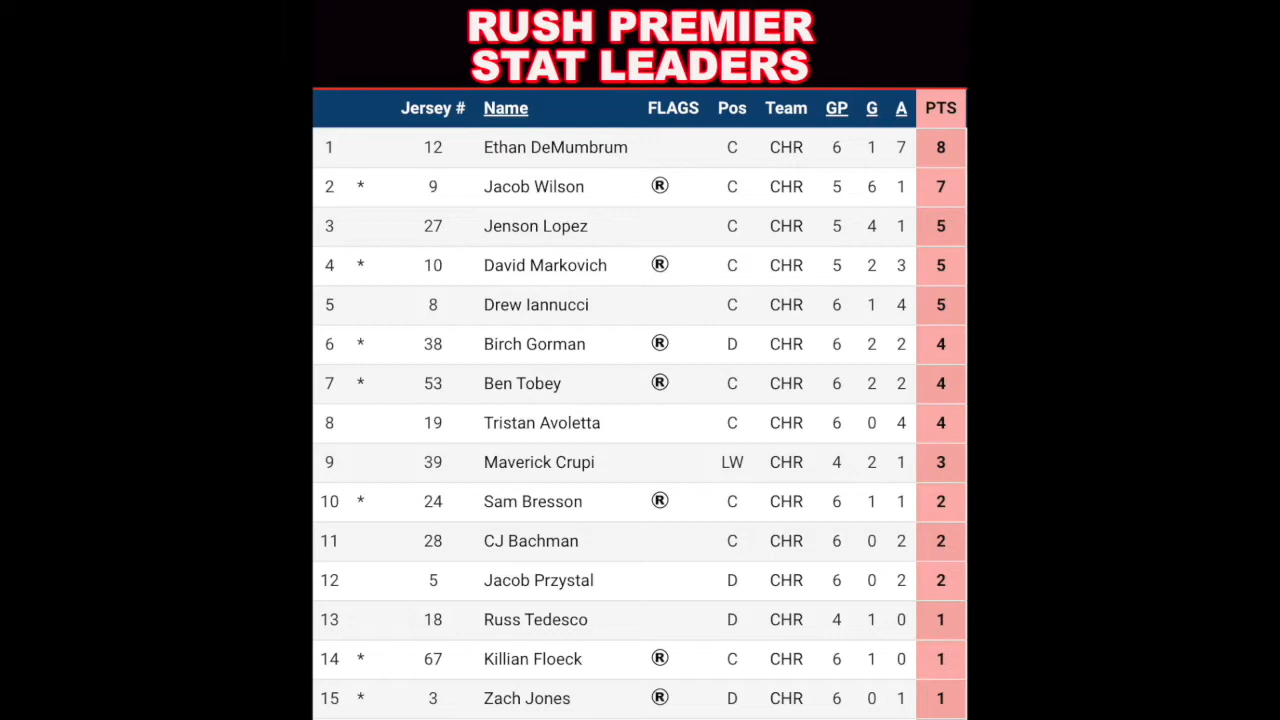 RUSH PREMIER
STAT LEADERS
Jersey # Name FLAGS Pos Team GP G A PTS
1 12 Ethan DeMumbrum C CHR 6 1 7 8
2 * 9 Jacob Wilson ® C CHR 5 6 1 7
3 27 Jenson Lopez C CHR 5 4 1 5
4 * 10 David Markovich ® C CHR 5 2 3 5
5 8 Drew Iannucci C CHR 6 1 4 5
6 * 38 Birch Gorman ® D CHR 6 2 2 4
7 * 53 Ben Tobey ® C CHR 6 2 2 4
8 19 Tristan Avoletta C CHR 6 0 4 4
9 39 Maverick Crupi LW CHR 4 2 1 3
10 * 24 Sam Bresson ® C CHR 6 1 1 2
11 28 CJ Bachman C CHR 6 0 2 2
12 5 Jacob Przystal D CHR 6 0 2 2
13 18 Russ Tedesco D CHR 4 1 0 1
14 * 67 Killian Floeck ® C CHR 6 1 0 1
15 * 3 Zach Jones ® D CHR 6 0 1 1